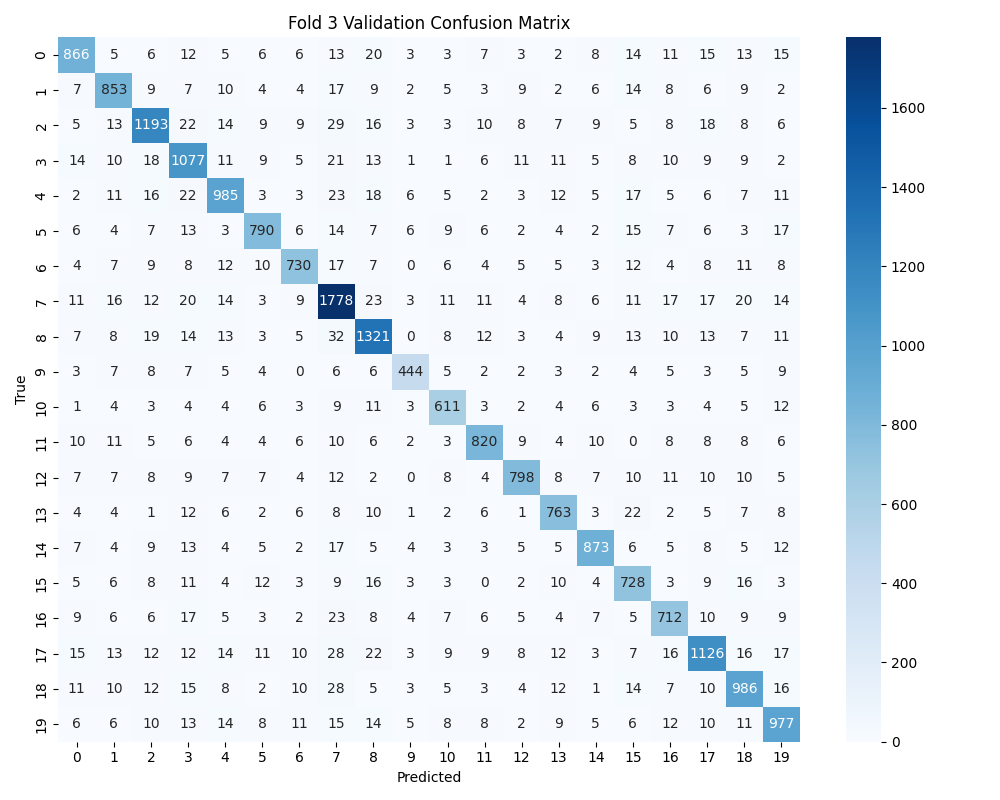 Fold 3 Validation Confusion Matrix
0 866 5 6 12 5 6 6 13 20 3 3 7 3 2 8 14 11 15 13 15
1 7 853 9 7 10 4 4 17 9 2 5 3 9 2 6 14 8 6 9 2
2 5 13 1193 22 14 9 9 29 16 3 3 10 8 7 9 5 8 18 8 6
3 14 10 18 1077 11 9 5 21 13 1 1 6 11 11 5 8 10 9 9 2
4 2 11 16 22 985 3 3 23 18 6 5 2 3 12 5 17 5 6 7 11
5 6 4 7 13 3 790 6 14 7 6 9 6 2 4 2 15 7 6 3 17
6 4 7 9 8 12 10 730 17 7 0 6 4 5 5 3 12 4 8 11 8
7 11 16 12 20 14 3 9 1778 23 3 11 11 4 8 6 11 17 17 20 14
8 7 8 19 14 13 3 5 32 1321 0 8 12 3 4 9 13 10 13 7 11
9 3 7 8 7 5 4 0 6 6 444 5 2 2 3 2 4 5 3 5 9
10 1 4 3 4 4 6 3 9 11 3 611 3 2 4 6 3 3 4 5 12
11 10 11 5 6 4 4 6 10 6 2 3 820 9 4 10 0 8 8 8 6
12 7 7 8 9 7 7 4 12 2 0 8 4 798 8 7 10 11 10 10 5
13 4 4 1 12 6 2 6 8 10 1 2 6 1 763 3 22 2 5 7 8
14 7 4 9 13 4 5 2 17 5 4 3 3 5 5 873 6 5 8 5 12
15 5 6 8 11 4 12 3 9 16 3 3 0 2 10 4 728 3 9 16 3
16 9 6 6 17 5 3 2 23 8 4 7 6 5 4 7 5 712 10 9 9
17 15 13 12 12 14 11 10 28 22 3 9 9 8 12 3 7 16 1126 16 17
18 11 10 12 15 8 2 10 28 5 3 5 3 4 12 1 14 7 10 986 16
19 6 6 10 13 14 8 11 15 14 5 8 8 2 9 5 6 12 10 11 977
0 1 2 3 4 5 6 7 8 9 10 11 12 13 14 15 16 17 18 19
Predicted
True
1600
1400
1200
1000
800
600
400
200
0